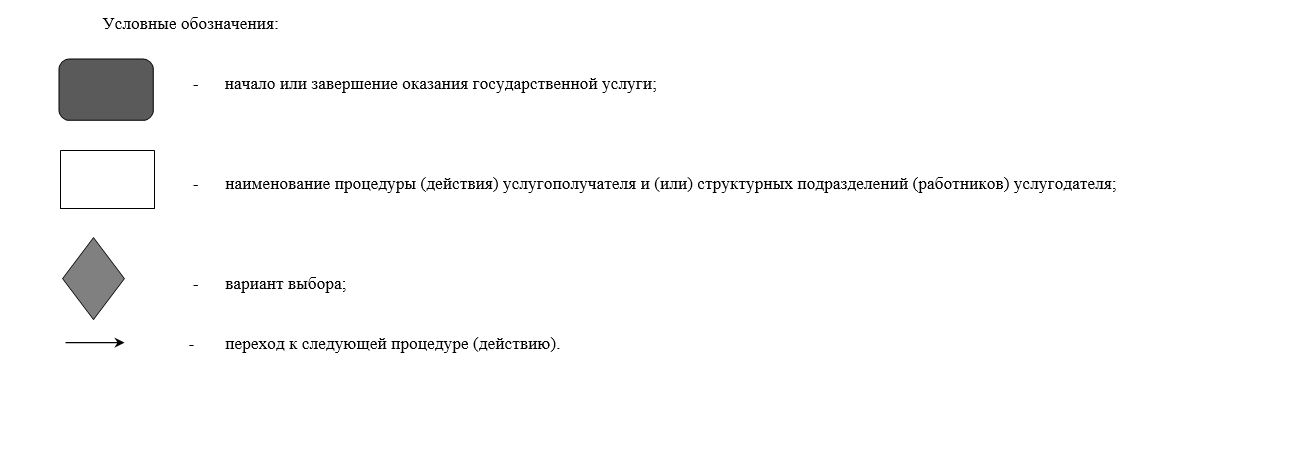 Условные обозначения:
- начало или завершение оказания государственной услуги;
- наименование процедуры (действия) услугополучателя и (или) структурных подразделений (работников) услугодателя;
- вариант выбора;
- переход к следующей процедуре (действию).